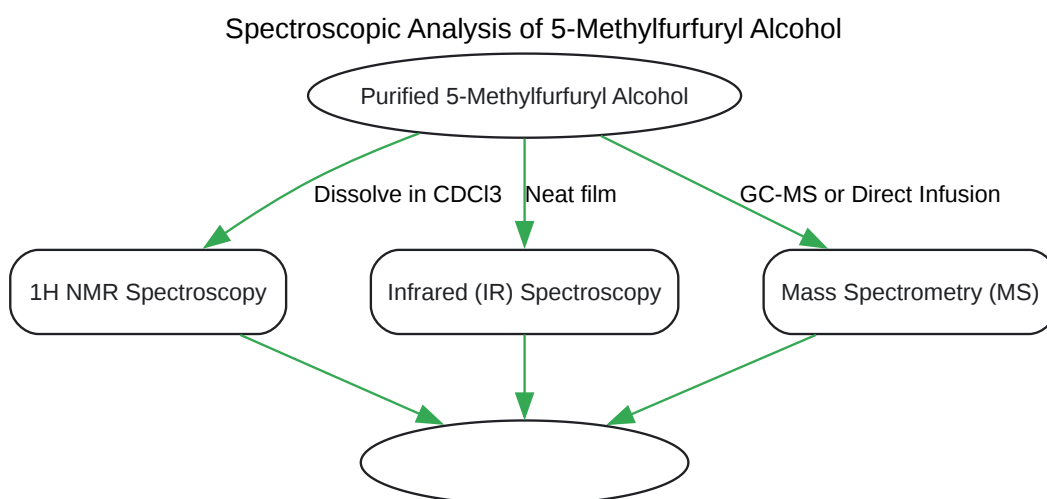 Spectroscopic Analysis of 5-Methylfurfuryl Alcohol
Purified 5-Methylfurfuryl Alcohol
Dissolve in CDCl3
Neat film
GC-MS or Direct Infusion
1H NMR Spectroscopy
Infrared (IR) Spectroscopy
Mass Spectrometry (MS)